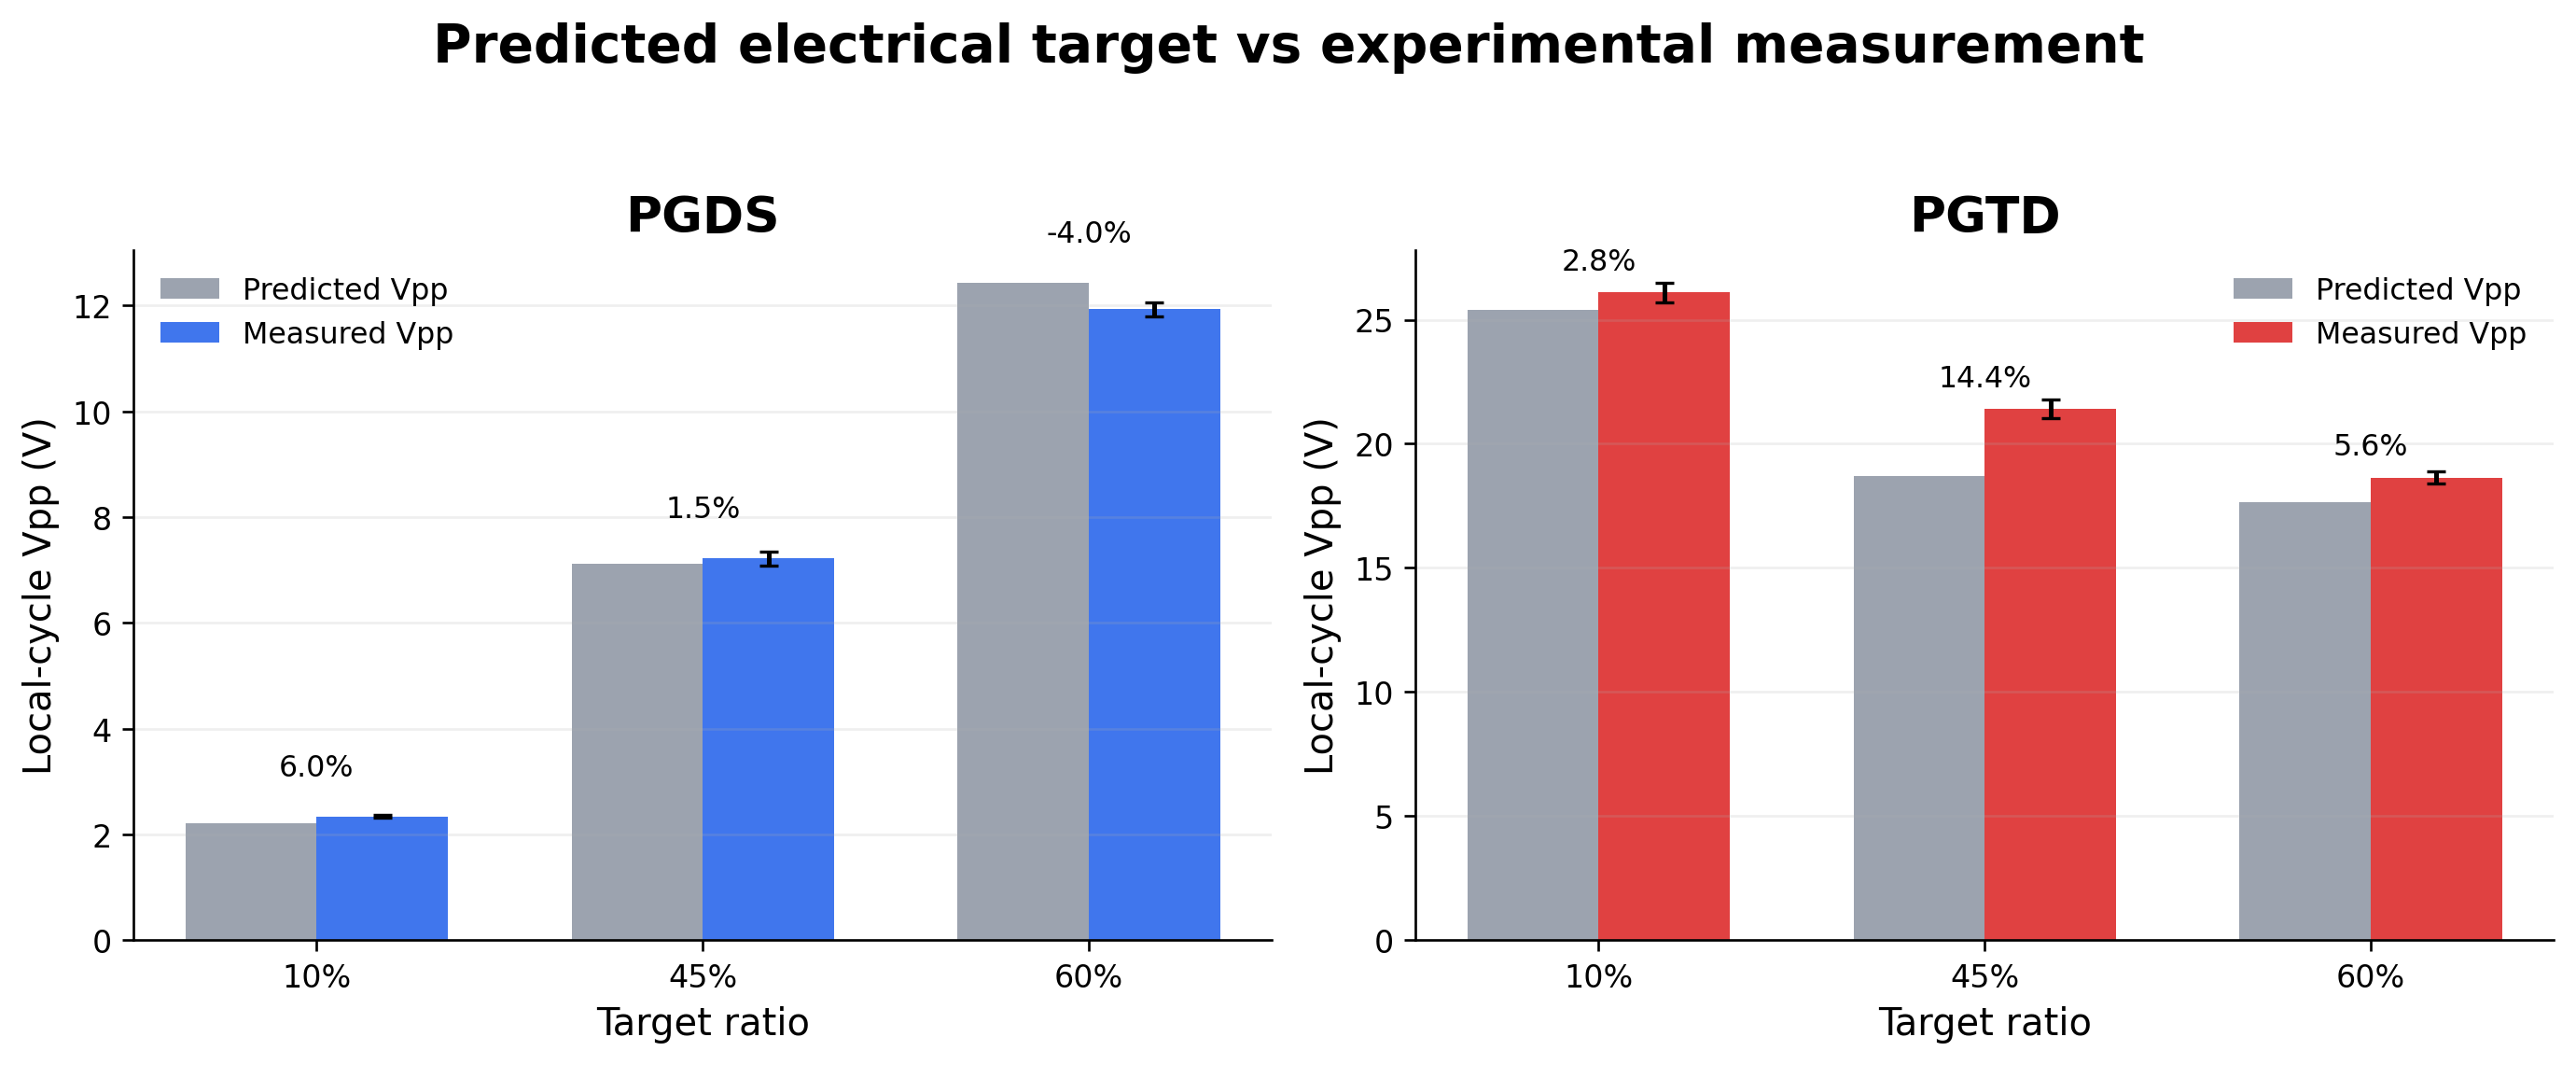 Predicted electrical target vs experimental measurement
PGDS
Predicted Vpp
Measured Vpp
6.0%
1.5%
-4.0%
Local-cycle Vpp (V)
12
10
8
6
4
2
0
10% 45% 60%
Target ratio
PGTD
Predicted Vpp
Measured Vpp
2.8%
14.4%
5.6%
Local-cycle Vpp (V)
25
20
15
10
5
0
10% 45% 60%
Target ratio